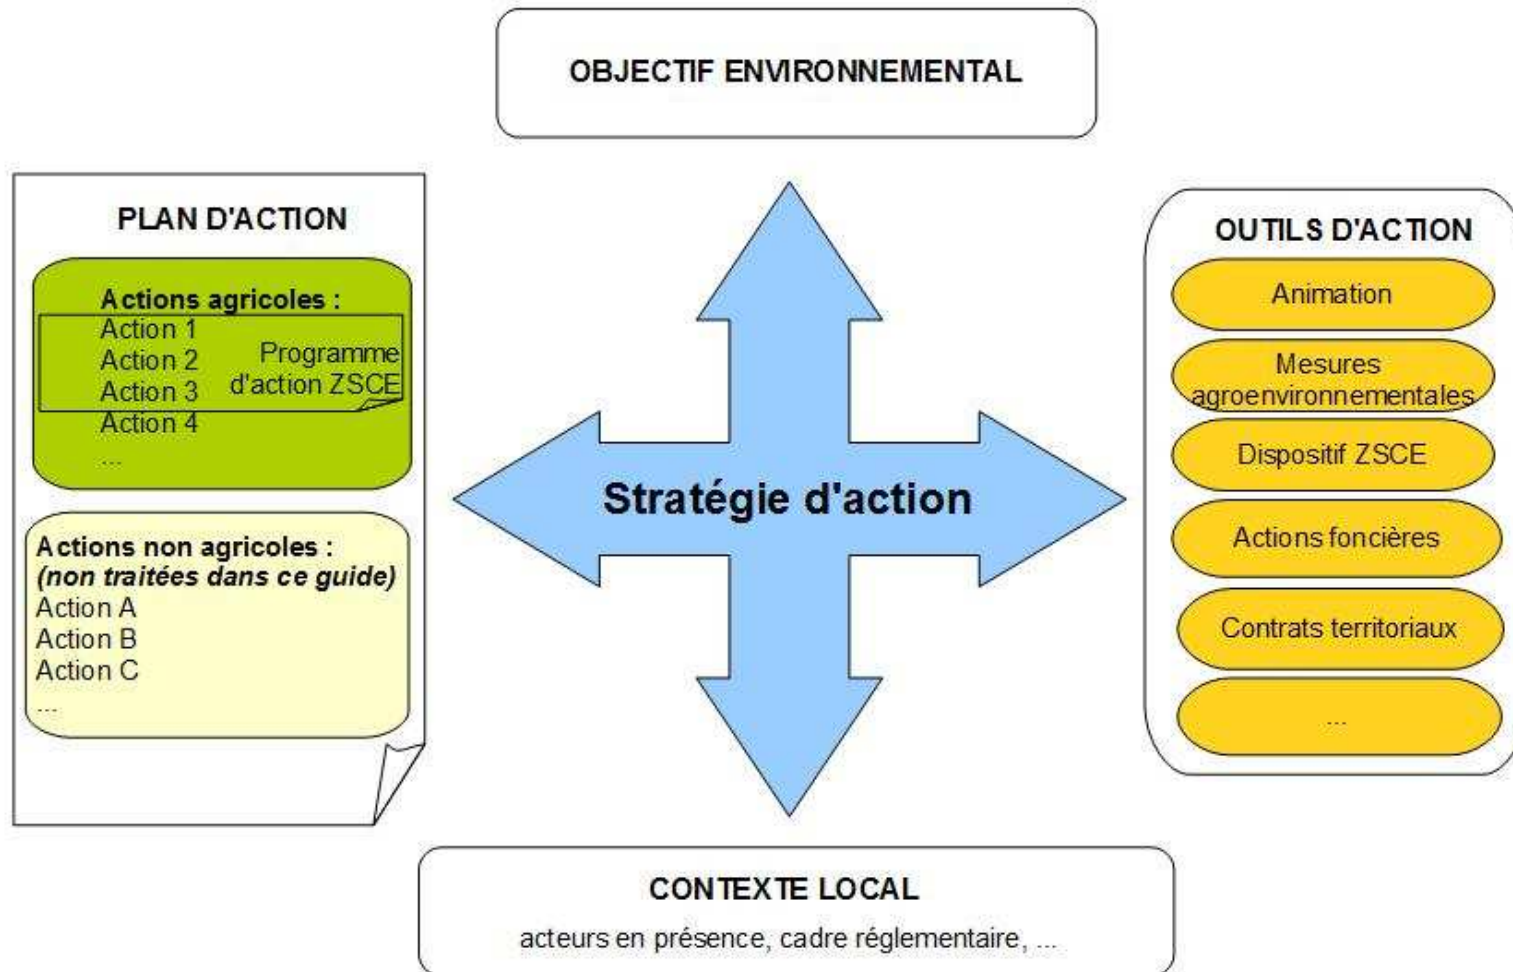 OBJECTIF ENVIRONNEMENTAL
PLAN D'ACTION
Actions agricoles :
Action 1
Action 2
Action 3
Action 4
...
Programme
d'action ZSCE
Actions non agricoles :
(non traitées dans ce guide)
Action A
Action B
Action C
...
Stratégie d'action
OUTILS D'ACTION
Animation
Mesures
agroenvironnementales
Dispositif ZSCE
Actions foncières
Contrats territoriaux
...
CONTEXTE LOCAL
acteurs en présence, cadre réglementaire, ...